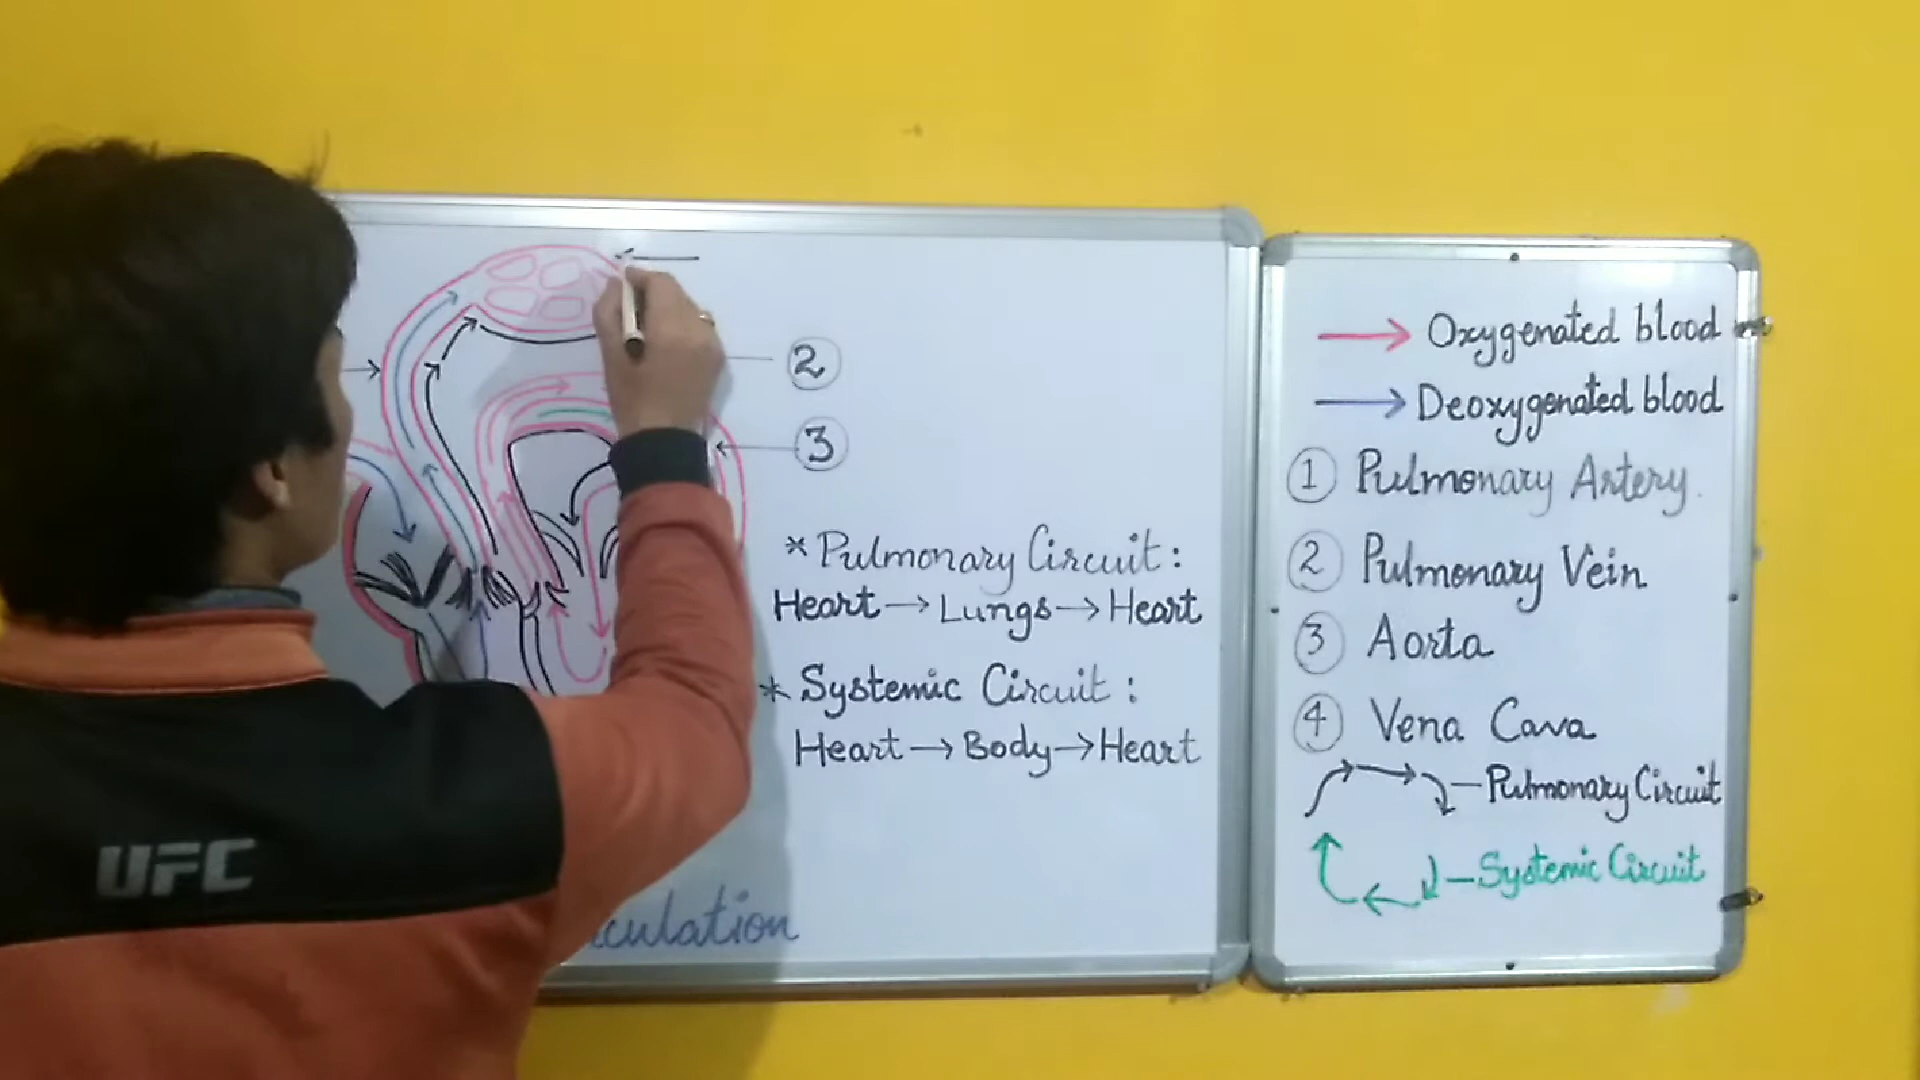 2
3
* Pulmonary Circuit:
Heart → Lungs → Heart
* Systemic Circuit:
Heart → Body → Heart
culation
UFC
→ Oxygenated blood
→ Deoxygenated blood
1 Pulmonary Artery.
2 Pulmonary Vein
3 Aorta
4 Vena Cava
— Pulmonary Circuit
— Systemic Circuit